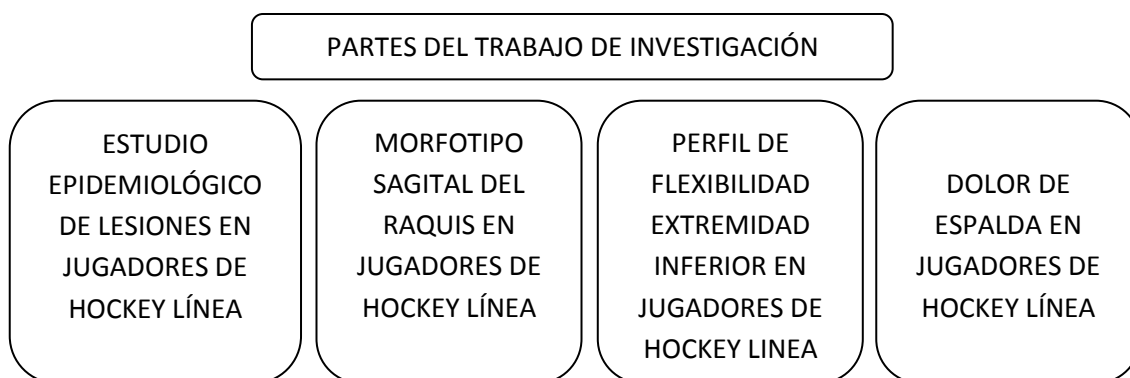 PARTES DEL TRABAJO DE INVESTIGACIÓN
ESTUDIO
EPIDEMIOLÓGICO
DE LESIONES EN
JUGADORES DE
HOCKEY LÍNEA
MORFOTIPO
SAGITAL DEL
RAQUIS EN
JUGADORES DE
HOCKEY LÍNEA
PERFIL DE
FLEXIBILIDAD
EXTREMIDAD
INFERIOR EN
JUGADORES DE
HOCKEY LINEA
DOLOR DE
ESPALDA EN
JUGADORES DE
HOCKEY LÍNEA